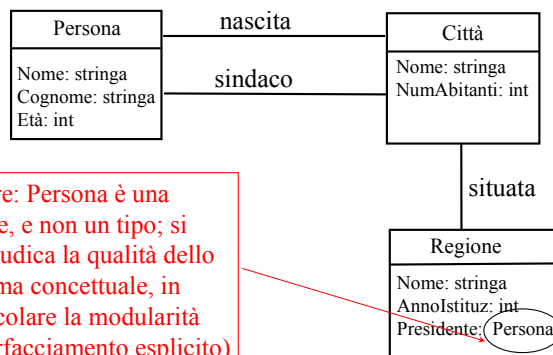 Persona
nascita
Città
Nome: stringa
Cognome: stringa
Età: int
sindaco
Nome: stringa
NumAbitanti: int
situata
re: Persona è una
e, e non un tipo; si
udica la qualità dello
ma concettuale, in
colare la modularità
rfacciamento esplicito)
Regione
Nome: stringa
AnnoIstituz: int
Presidente: Persona